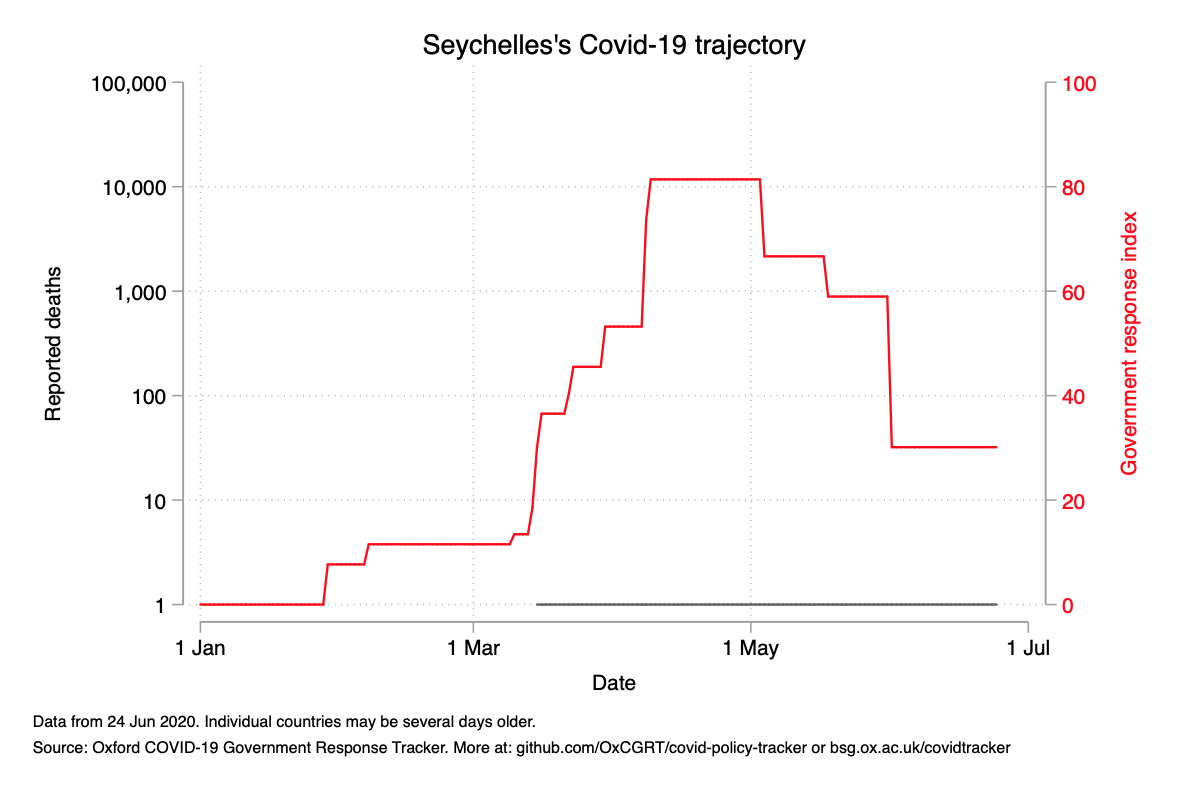 Seychelles's Covid-19 trajectory
100,000
10,000
1,000
100
10
1
Reported deaths
100
80
60
40
20
0
Government response index
1 Jan
1 Mar
1 May
1 Jul
Date
Data from 24 Jun 2020. Individual countries may be several days older.
Source: Oxford COVID-19 Government Response Tracker. More at: github.com/OxCGRT/covid-policy-tracker or bsg.ox.ac.uk/covidtracker